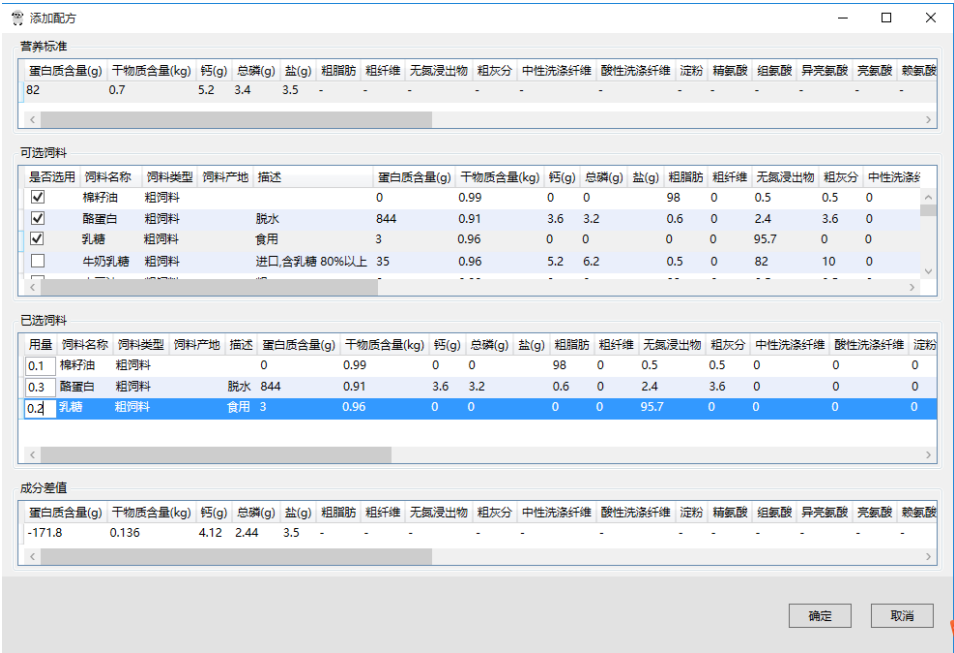 添加配方
营养标准
蛋白质含量(g) 干物质含量(kg) 钙(g) 总磷(g) 盐(g) 粗脂肪 粗纤维 无氮浸出物 粗灰分 中性洗涤纤维 酸性洗涤纤维 淀粉 精氨酸 组氨酸 异亮氨酸 亮氨酸 赖氨酸
82 0.7 5.2 3.4 3.5 - - - - - - - - - - - -
可选饲料
是否选用 饲料名称 饲料类型 饲料产地 描述 蛋白质含量(g) 干物质含量(kg) 钙(g) 总磷(g) 盐(g) 粗脂肪 粗纤维 无氮浸出物 粗灰分 中性洗涤纤
棉籽油 粗饲料 0 0.99 0 0 98 0 0.5 0.5 0
酪蛋白 粗饲料 脱水 844 0.91 3.6 3.2 0.6 0 2.4 3.6 0
乳糖 粗饲料 食用 3 0.96 0 0 0 0 95.7 0 0
牛奶乳糖 粗饲料 进口,含乳糖 80%以上 35 0.96 5.2 6.2 0.5 0 82 10 0
已选饲料
用量 饲料名称 饲料类型 饲料产地 描述 蛋白质含量(g) 干物质含量(kg) 钙(g) 总磷(g) 盐(g) 粗脂肪 粗纤维 无氮浸出物 粗灰分 中性洗涤纤维 酸性洗涤纤维 淀粉
0.1 棉籽油 粗饲料 0 0.99 0 0 98 0 0.5 0.5 0 0 0
0.3 酪蛋白 粗饲料 脱水 844 0.91 3.6 3.2 0.6 0 2.4 3.6 0 0 0
0.2 乳糖 粗饲料 食用 3 0.96 0 0 0 0 95.7 0 0 0 0
成分差值
蛋白质含量(g) 干物质含量(kg) 钙(g) 总磷(g) 盐(g) 粗脂肪 粗纤维 无氮浸出物 粗灰分 中性洗涤纤维 酸性洗涤纤维 淀粉 精氨酸 组氨酸 异亮氨酸 亮氨酸 赖氨酸
-171.8 0.136 4.12 2.44 3.5 - - - - - - - - - - - -
确定 取消